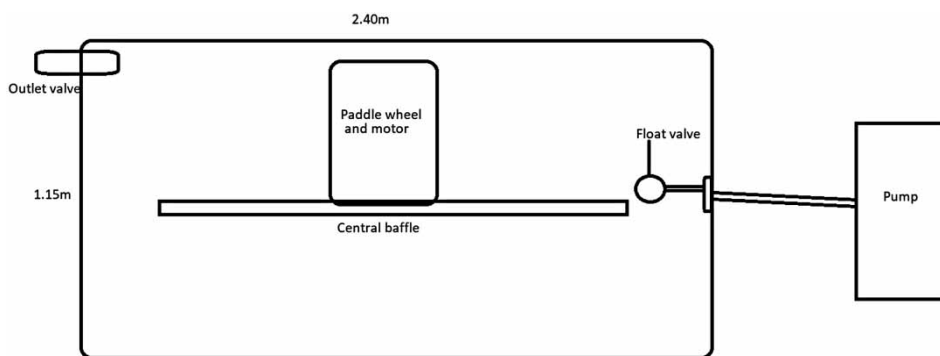 2.40m
Outlet valve
Paddle wheel
and motor
Float valve
1.15m
Pump
Central baffle